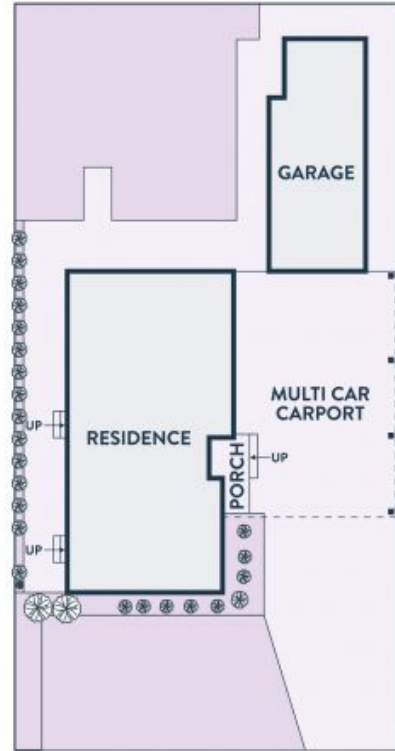 GARAGE
MULTI CAR
CARPORT
UP
RESIDENCE
PORCH
UP
UP